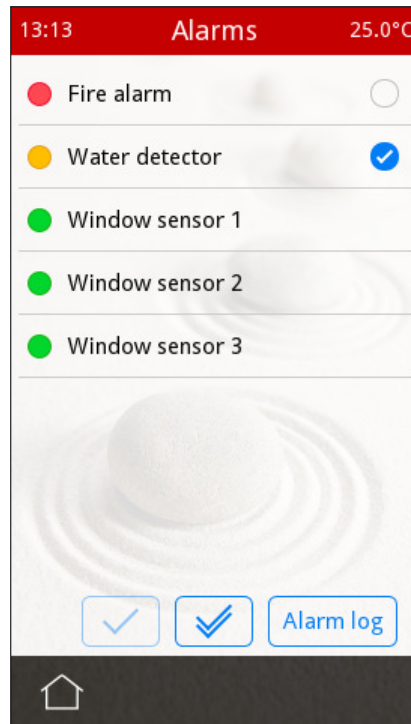 13:13 Alarms 25.0°C
Fire alarm
Water detector
Window sensor 1
Window sensor 2
Window sensor 3
Alarm log